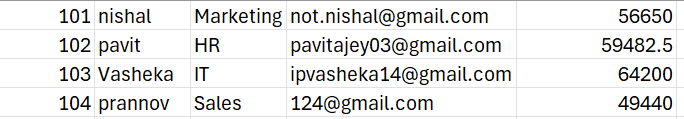 101 nishal Marketing not.nishal@gmail.com 56650
102 pavit HR pavitajey03@gmail.com 59482.5
103 Vasheka IT ipvasheka14@gmail.com 64200
104 prannov Sales 124@gmail.com 49440